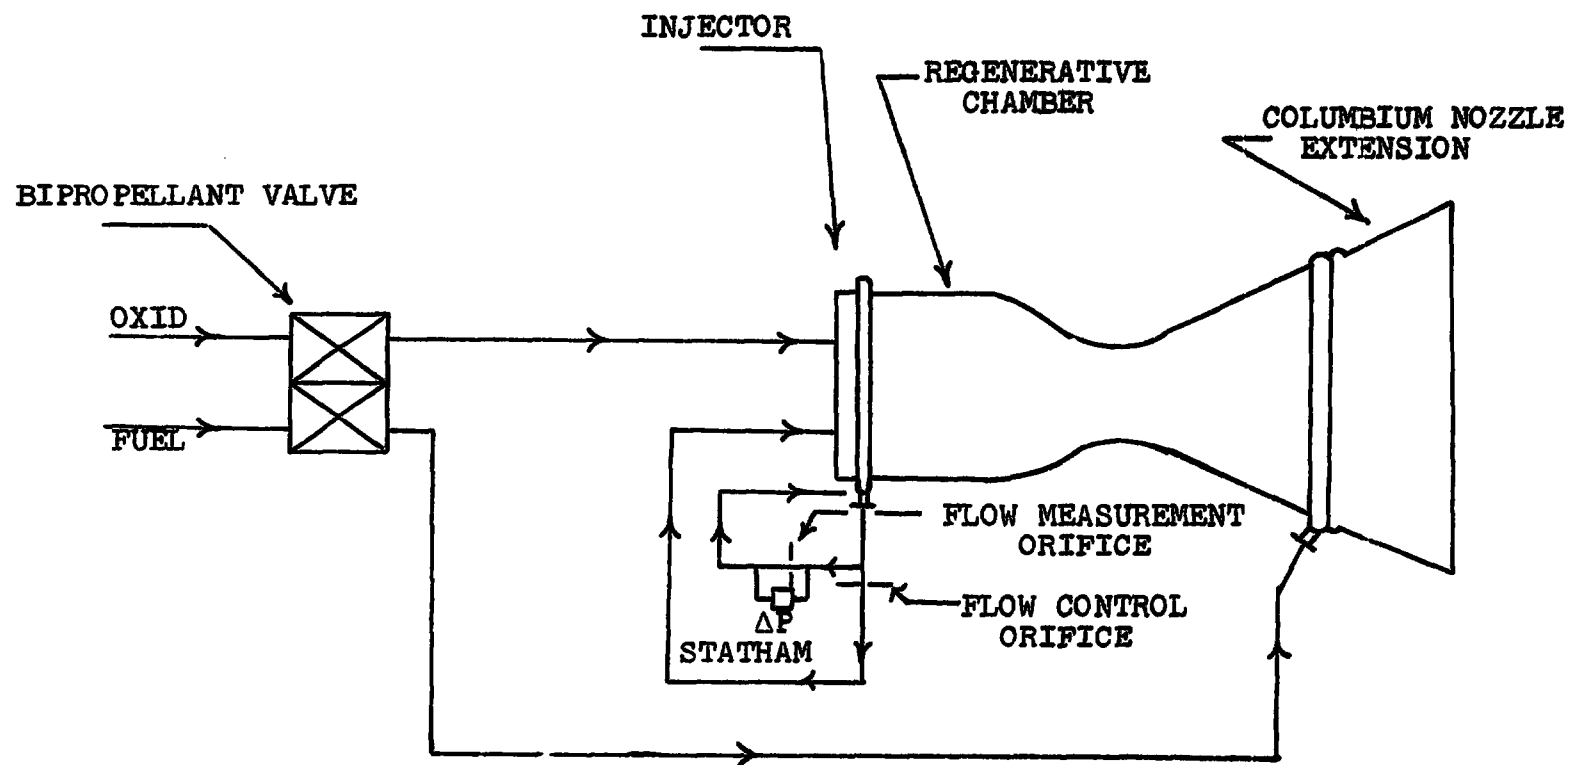 INJECTOR
REGENERATIVE
CHAMBER
COLUMBIUM NOZZLE
EXTENSION
BIPROPELLANT VALVE
OXID
FUEL
FLOW MEASUREMENT
ORIFICE
FLOW CONTROL
ORIFICE
ΔP
STATHAM